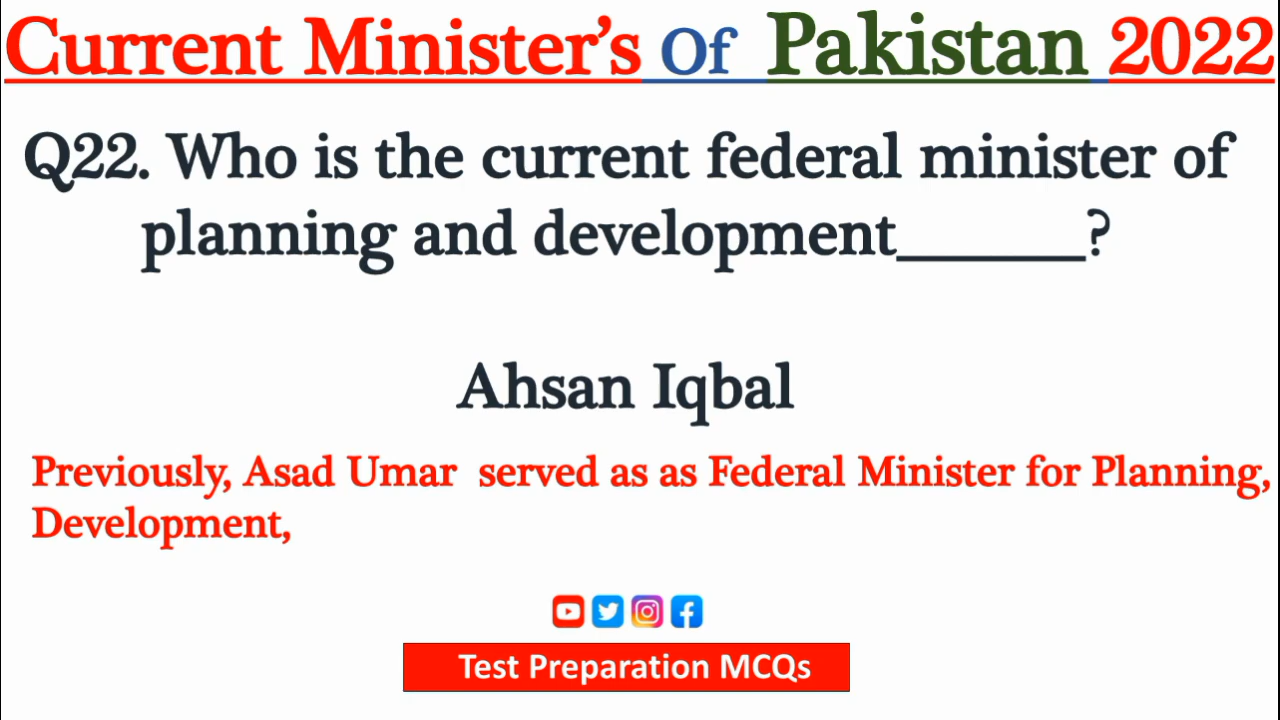 Current Minister’s Of Pakistan 2022
Q22. Who is the current federal minister of
planning and development______?
Ahsan Iqbal
Previously, Asad Umar served as as Federal Minister for Planning,
Development,
Test Preparation MCQs